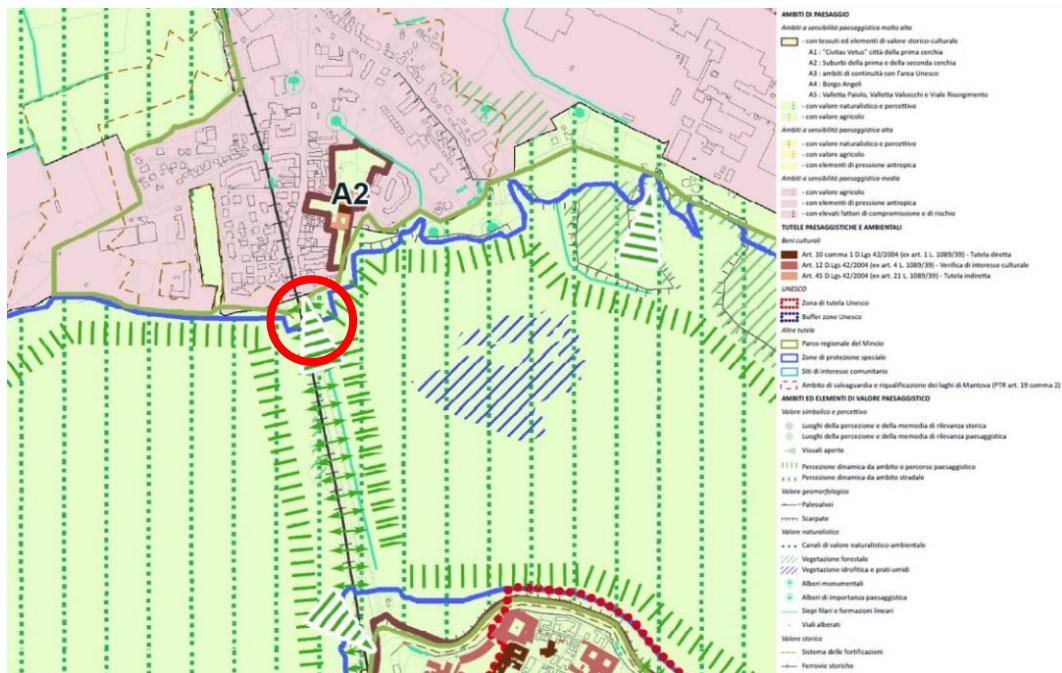 A2
AMBITI DI PAESAGGIO
Ambiti a sensibilità paesaggistica molto alta
- con tessuti ed elementi di valore storico-culturale
A1 : "Civitas Vetus" città della prima cerchia
A2 : Suburbi della prima e della seconda cerchia
A3 : ambiti di continuità con l'area Unesco
A4 : Borgo Angeli
A5 : Valletta Paiolo, Valletta Valsecchi e Viale Risorgimento
- con valore naturalistico e percettivo
- con valore agricolo
Ambiti a sensibilità paesaggistica alta
- con valore naturalistico e percettivo
- con valore agricolo
- con elementi di pressione antropica
Ambiti a sensibilità paesaggistica media
- con valore agricolo
- con elementi di pressione antropica
- con elevati fattori di compromissione e di rischio
TUTELE PAESAGGISTICHE E AMBIENTALI
Beni culturali
Art. 10 comma 1 D.Lgs 42/2004 (ex art. 1 L. 1089/39) - Tutela diretta
Art. 12 D.Lgs 42/2004 (ex art. 4 L. 1089/39) - Verifica di interesse culturale
Art. 45 D.Lgs 42/2004 (ex art. 21 L. 1089/39) - Tutela indiretta
UNESCO
Zona di tutela Unesco
Buffer zone Unesco
Altre tutele
Parco regionale del Mincio
Zone di protezione speciale
Siti di interesse comunitario
Ambito di salvaguardia e riqualificazione dei laghi di Mantova (PTR art. 19 comma 2)
AMBITI ED ELEMENTI DI VALORE PAESAGGISTICO
Valore simbolico e percettivo
Luoghi della percezione e della memodia di rilevanza storica
Luoghi della percezione e della memodia di rilevanza paesaggistica
Visuali aperte
Percezione dinamica da ambito o percorso paesaggistico
Percezione dinamica da ambito stradale
Valore geomorfologico
Paleoalvei
Scarpate
Valore naturalistico
Canali di valore naturalistico-ambientale
Vegetazione forestale
Vegetazione idrofitica e prati umidi
Alberi monumentali
Alberi di importanza paesaggistica
Siepi filari e formazioni lineari
Viali alberati
Valore storico
Sistema delle fortificazioni
Ferrovie storiche